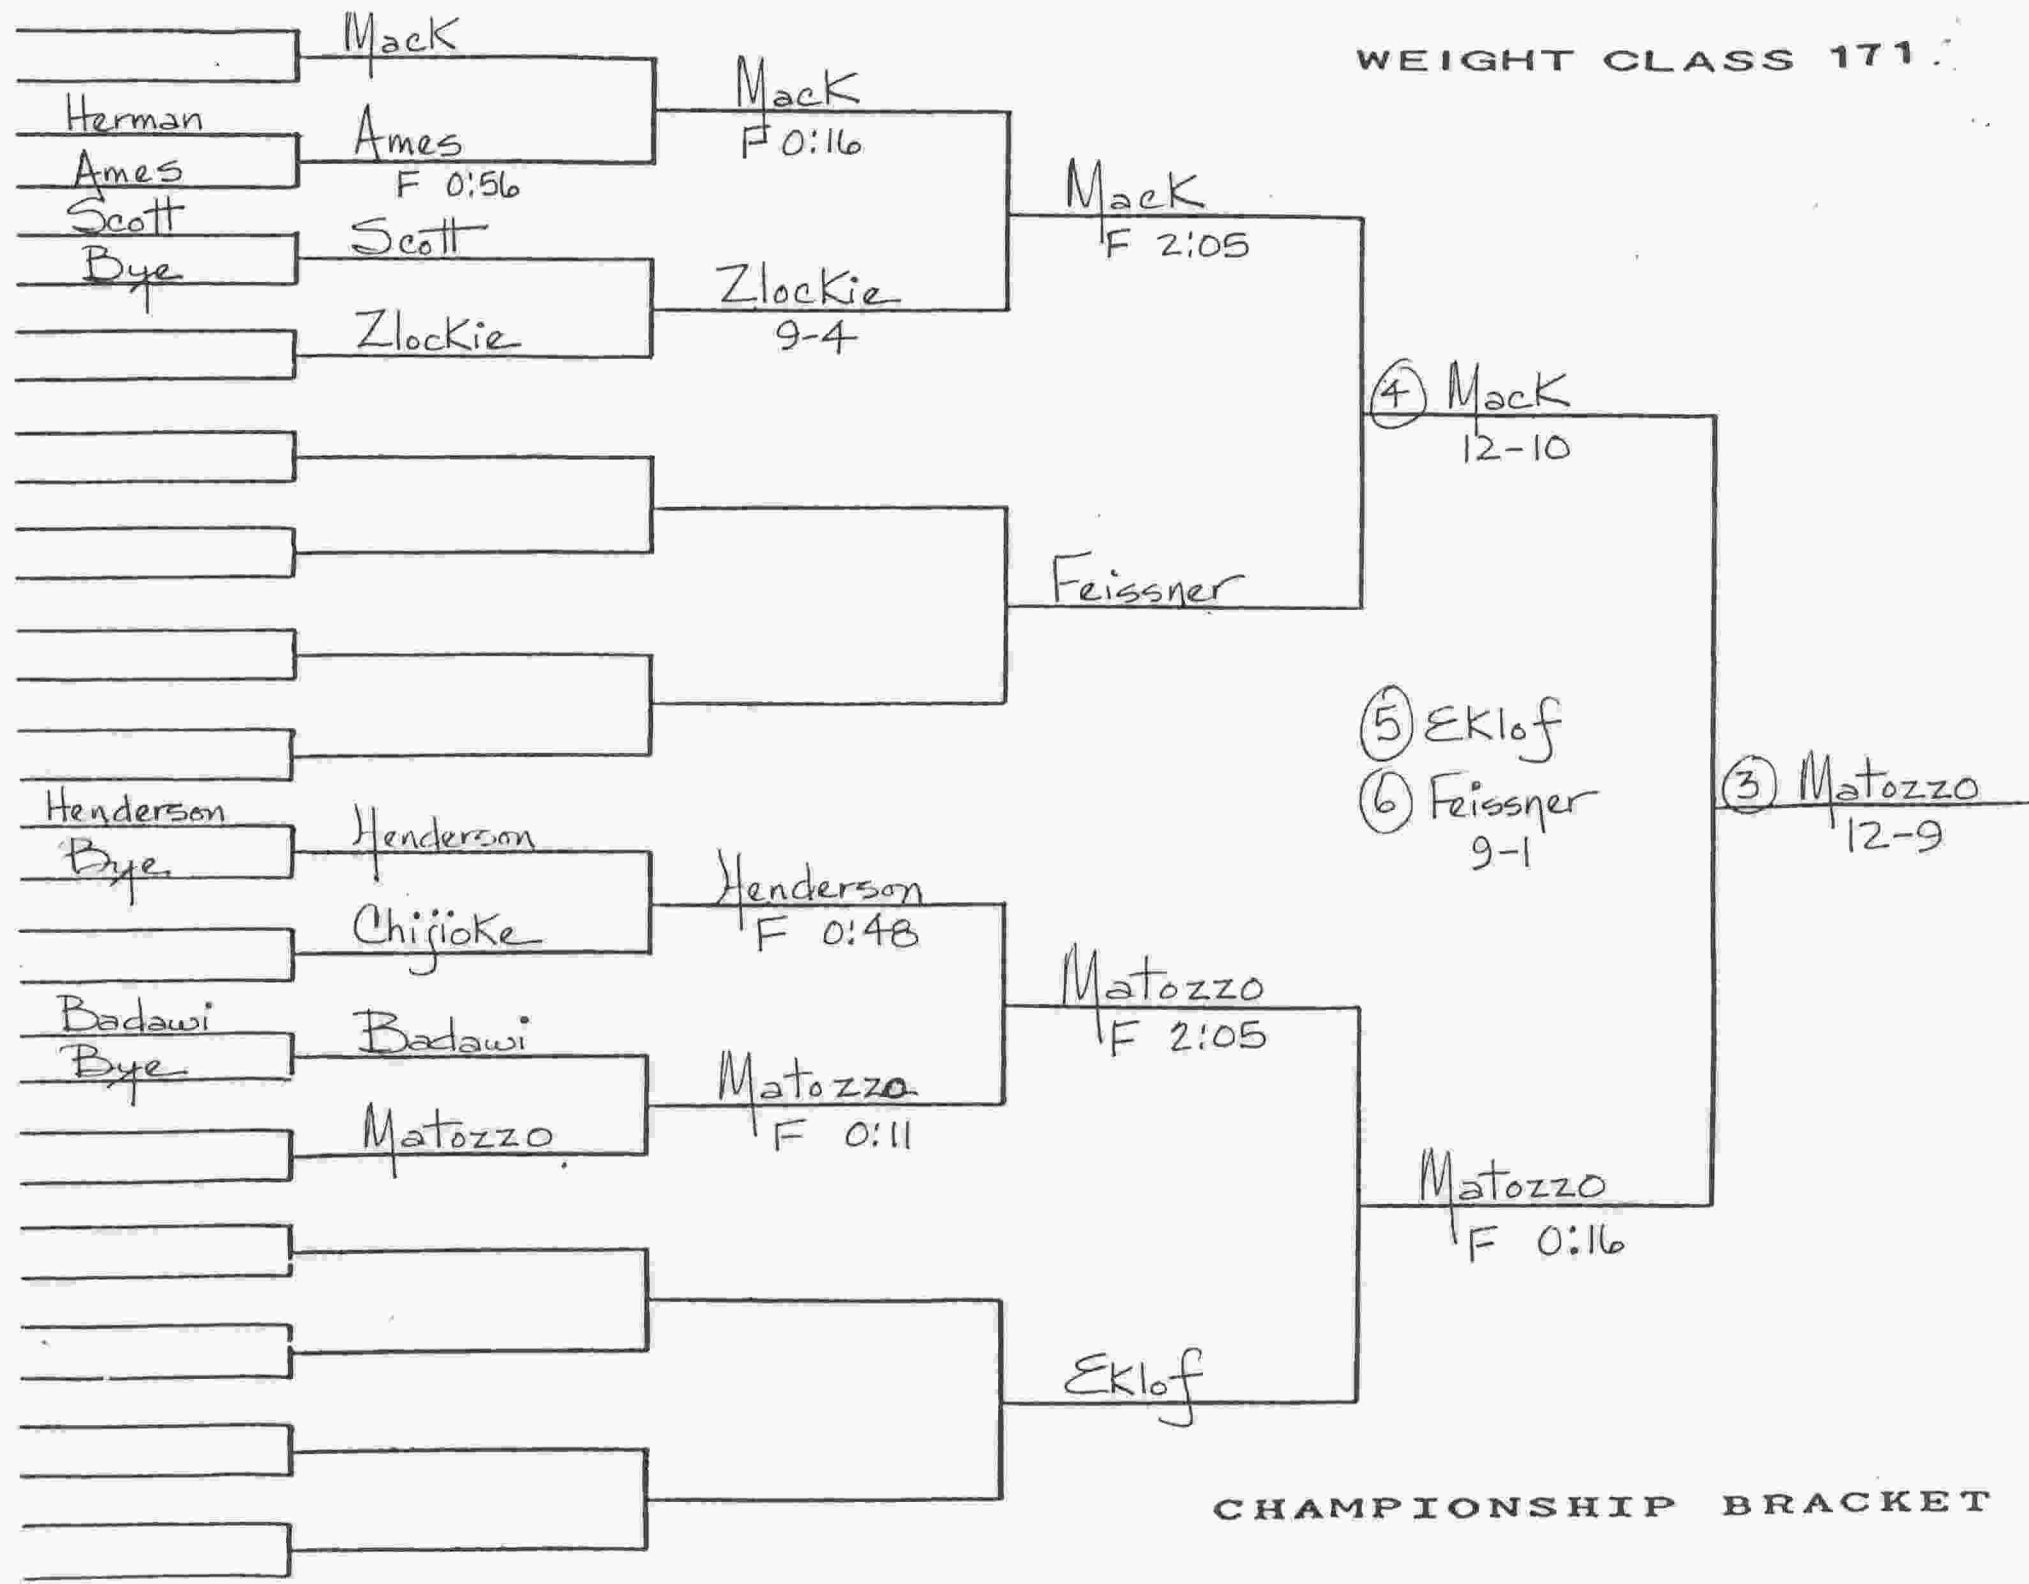 WEIGHT CLASS 171
Mack
Herman
Ames
Ames
F 0:56
Mack
F 0:16
Scott
Bye
Scott
Zlockie
Zlockie
9-4
Mack
F 2:05
Feissner
④ Mack
12-10
⑤ Eklof
⑥ Feissner
9-1
③ Matozzo
12-9
Henderson
Bye
Henderson
Chijioke
Henderson
F 0:48
Badawi
Bye
Badawi
Matozzo
Matozzo
F 0:11
Matozzo
F 2:05
Eklof
Matozzo
F 0:16
CHAMPIONSHIP BRACKET